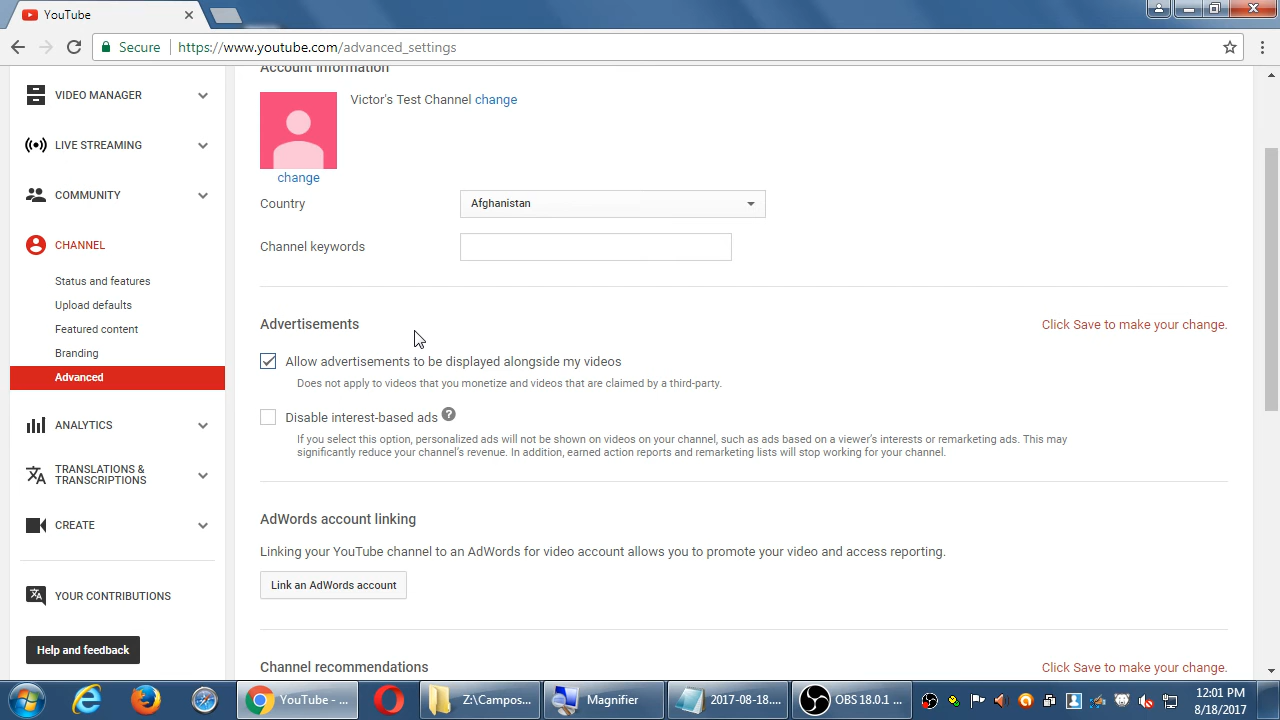 YouTube
Secure
https://www.youtube.com/advanced_settings
VIDEO MANAGER
LIVE STREAMING
COMMUNITY
CHANNEL
Status and features
Upload defaults
Featured content
Branding
Advanced
ANALYTICS
TRANSLATIONS &
TRANSCRIPTIONS
CREATE
YOUR CONTRIBUTIONS
Help and feedback
Account information
Victor's Test Channel change
change
Country
Afghanistan
Channel keywords
Advertisements
Click Save to make your change.
Allow advertisements to be displayed alongside my videos
Does not apply to videos that you monetize and videos that are claimed by a third-party.
Disable interest-based ads ?
If you select this option, personalized ads will not be shown on videos on your channel, such as ads based on a viewer's interests or remarketing ads. This may
significantly reduce your channel's revenue. In addition, earned action reports and remarketing lists will stop working for your channel.
AdWords account linking
Linking your YouTube channel to an AdWords for video account allows you to promote your video and access reporting.
Link an AdWords account
Channel recommendations
Click Save to make your change.
YouTube - ...
Z:\Campos...
Magnifier
2017-08-18....
OBS 18.0.1 ...
12:01 PM
8/18/2017